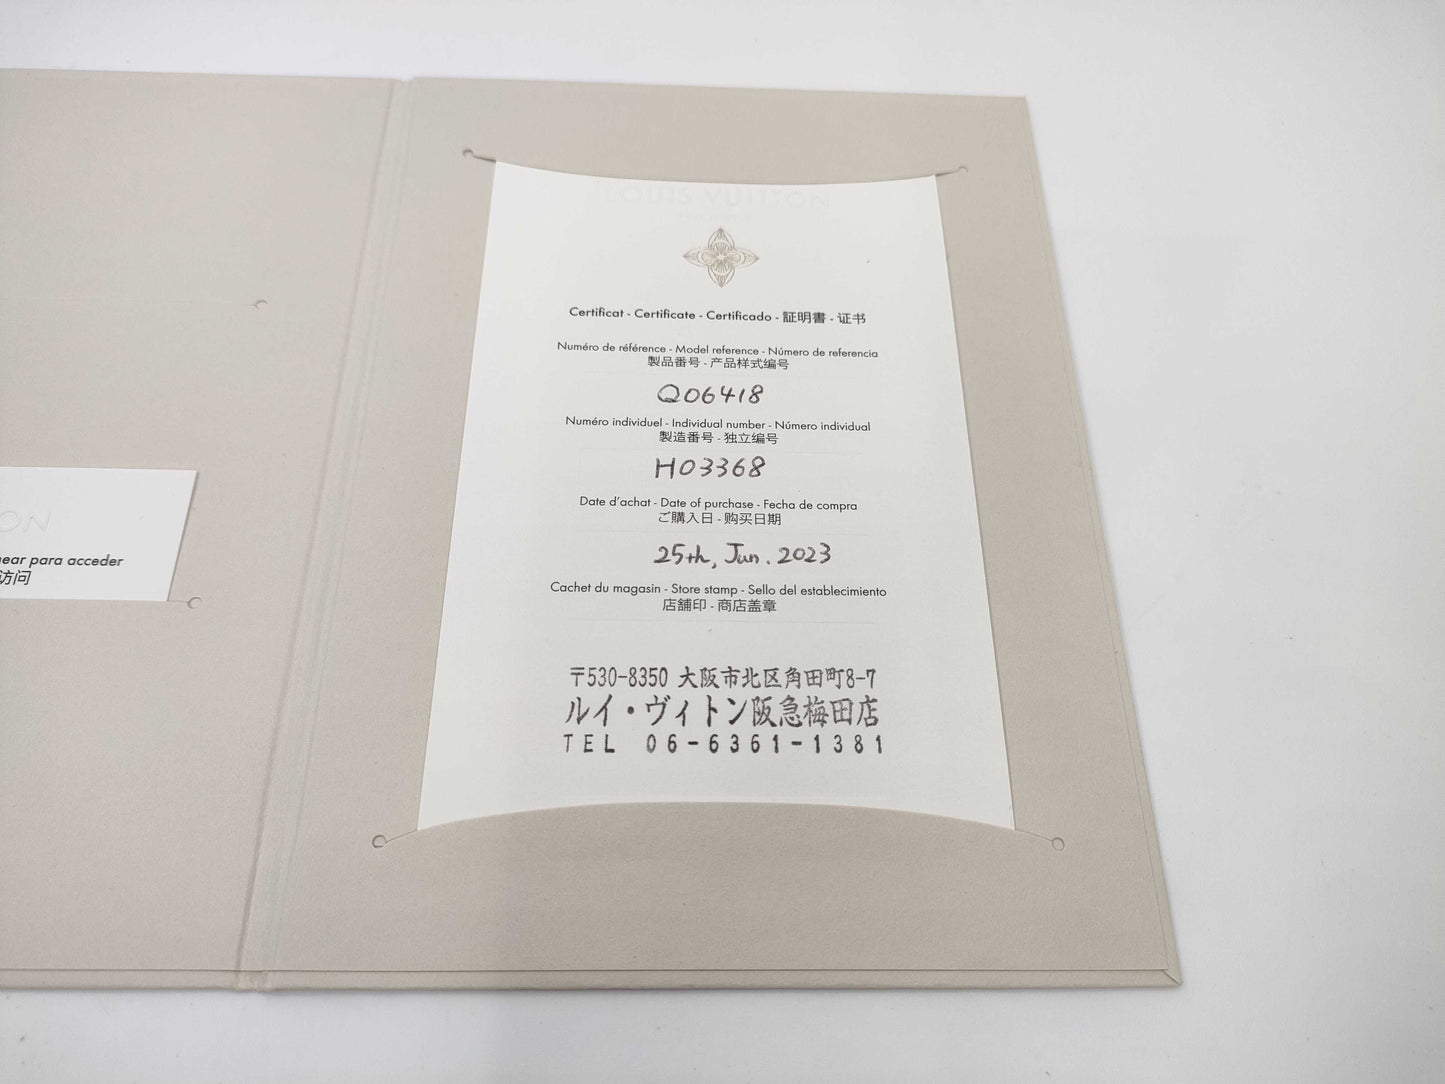 ON
near para acceder
访问
LOUIS VUITTON
Certificat - Certificate - Certificado - 証明書 - 证书
Numéro de référence - Model reference - Número de referencia
製品番号 - 产品样式编号
Q06418
Numéro individuel - Individual number - Número individual
製造番号 - 独立编号
H03368
Date d'achat - Date of purchase - Fecha de compra
ご購入日 - 购买日期
25th, Jun. 2023
Cachet du magasin - Store stamp - Sello del establecimiento
店舗印 - 商店盖章
〒530-8350 大阪市北区角田町8-7
ルイ・ヴィトン阪急梅田店
TEL 06-6361-1381